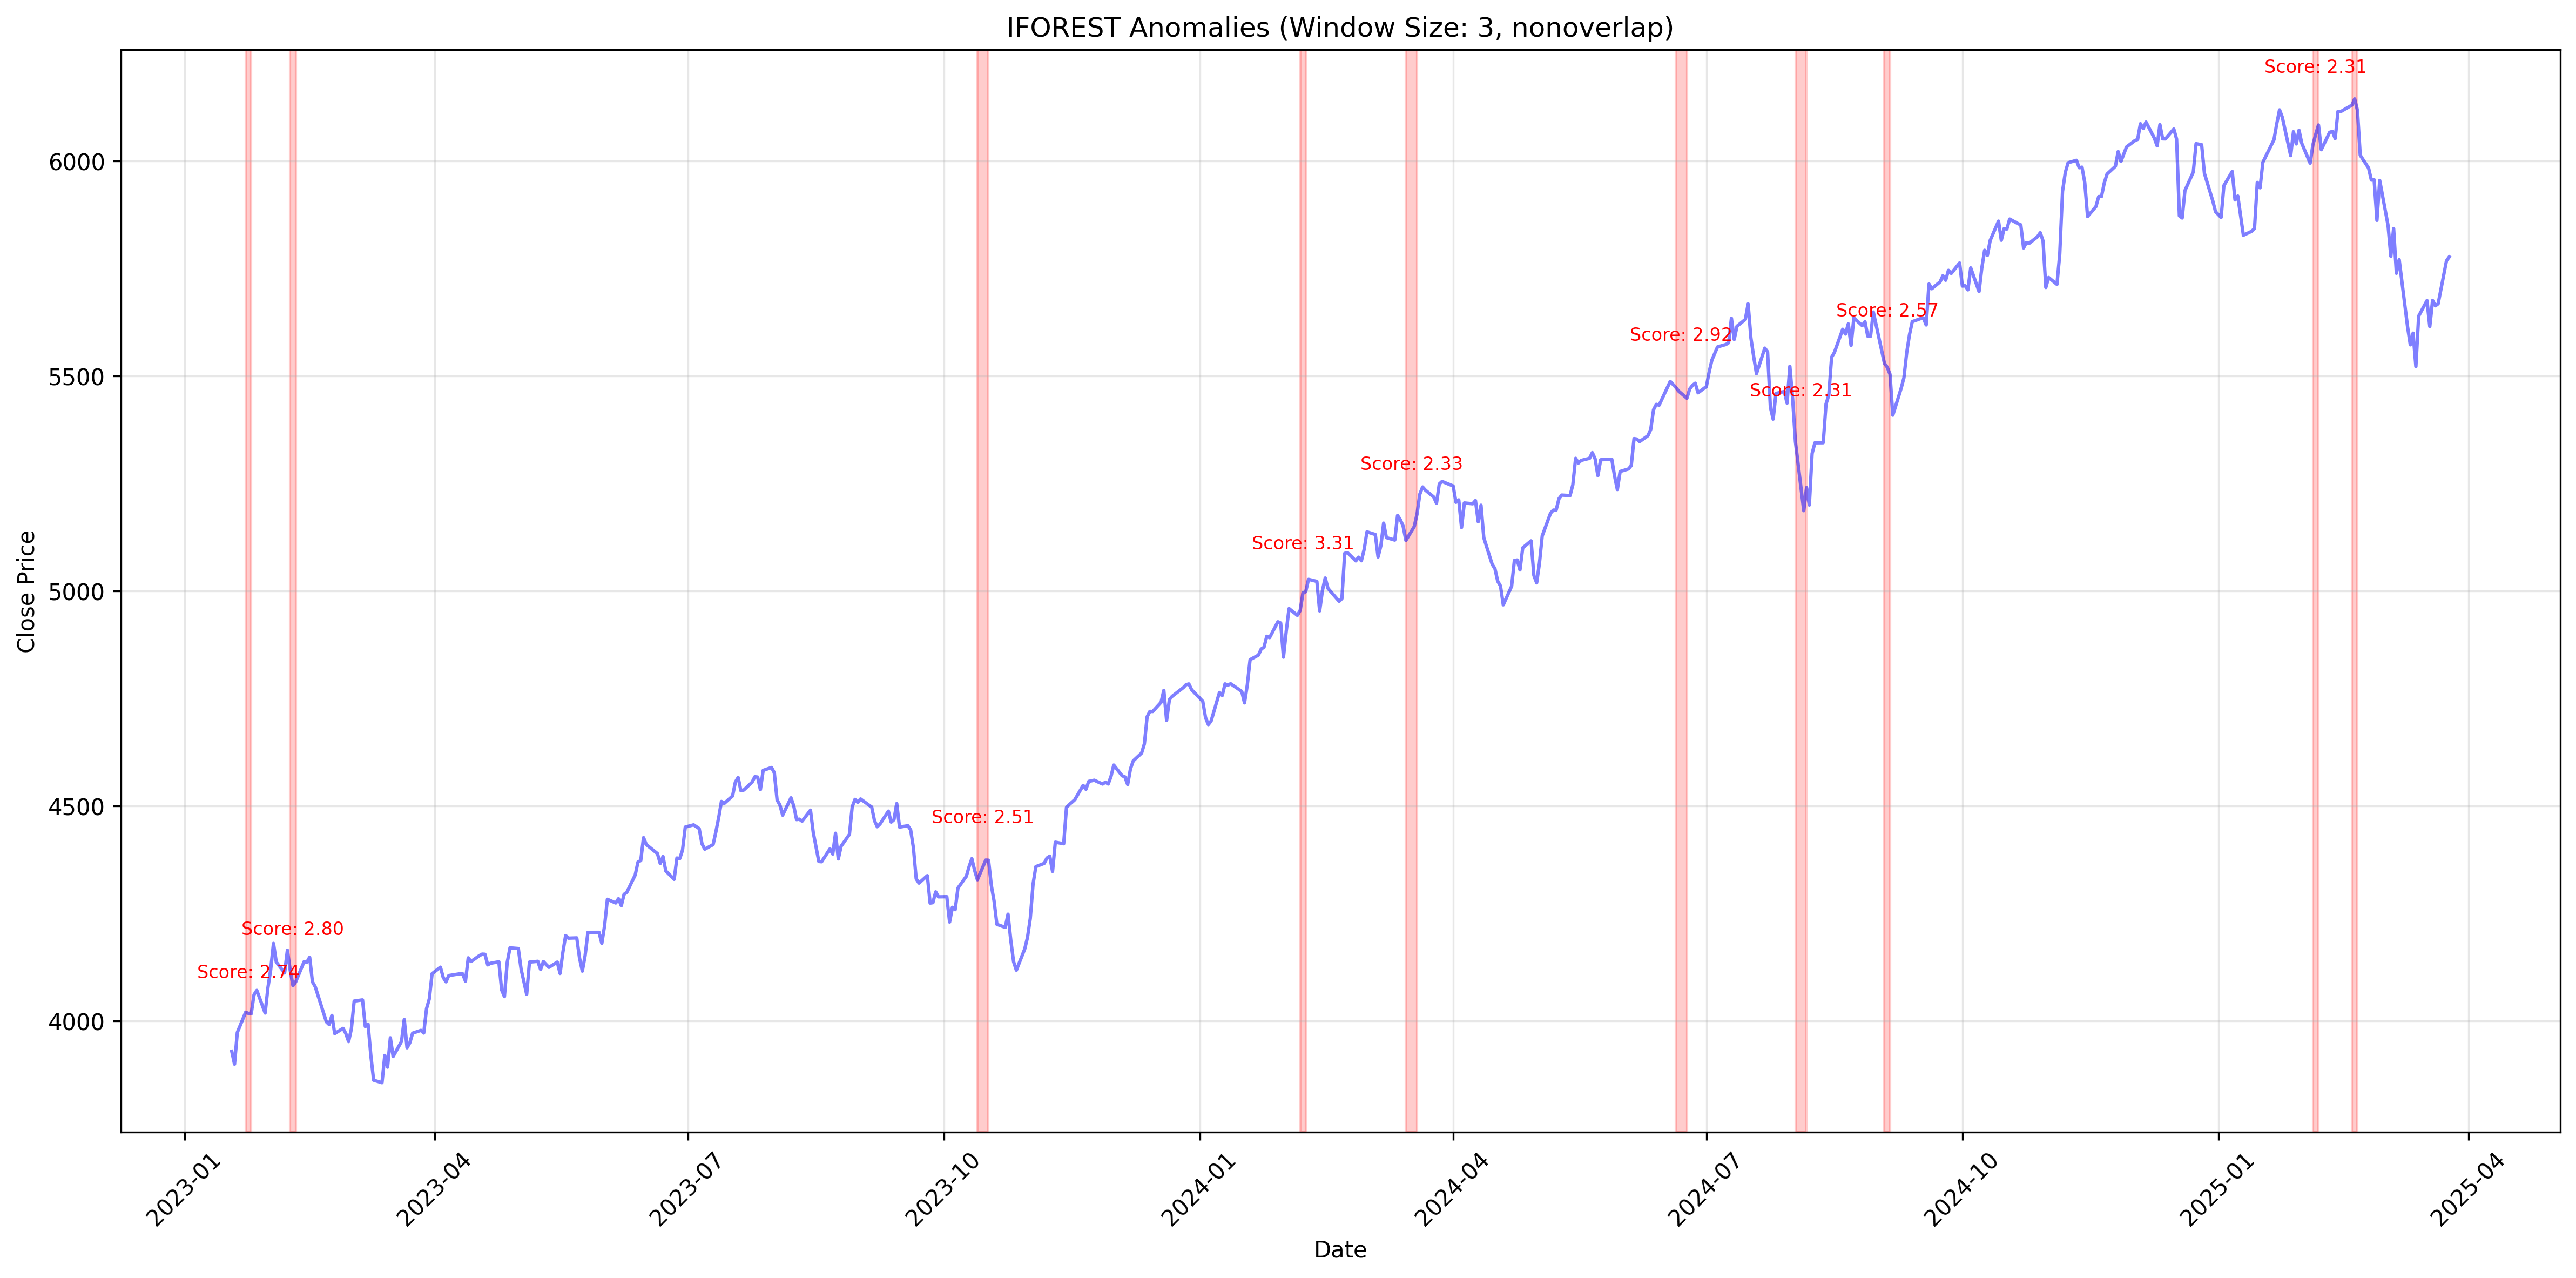 IFOREST Anomalies (Window Size: 3, nonoverlap)
Score: 2.31
6000
Score: 2.57
Score: 2.92
5500
Score: 2.31
Score: 2.33
Close Price
5000
Score: 3.31
4500
Score: 2.51
Score: 2.80
Score: 2.74
4000
2023-01
2023-04
2023-07
2023-10
2024-01
2024-04
2024-07
2024-10
2025-01
2025-04
Date